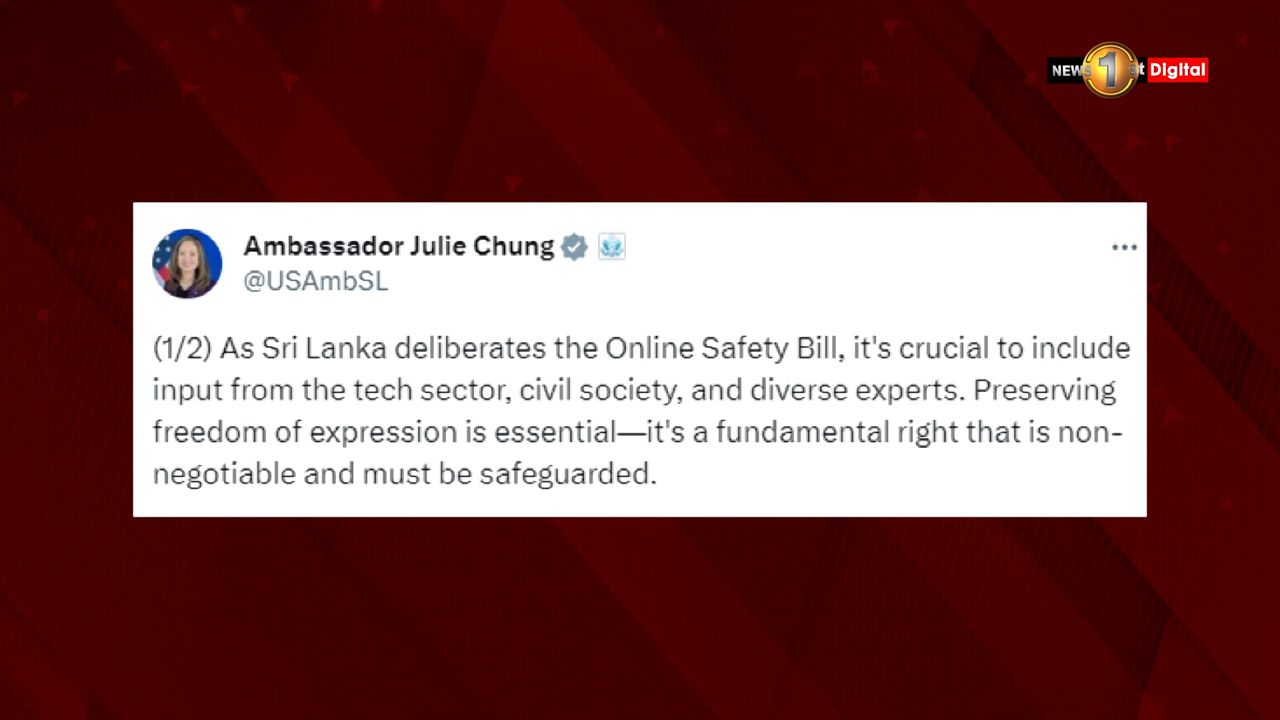 NEWS 1st Digital
Ambassador Julie Chung
@USAmbSL
(1/2) As Sri Lanka deliberates the Online Safety Bill, it's crucial to include
input from the tech sector, civil society, and diverse experts. Preserving
freedom of expression is essential—it's a fundamental right that is non-
negotiable and must be safeguarded.